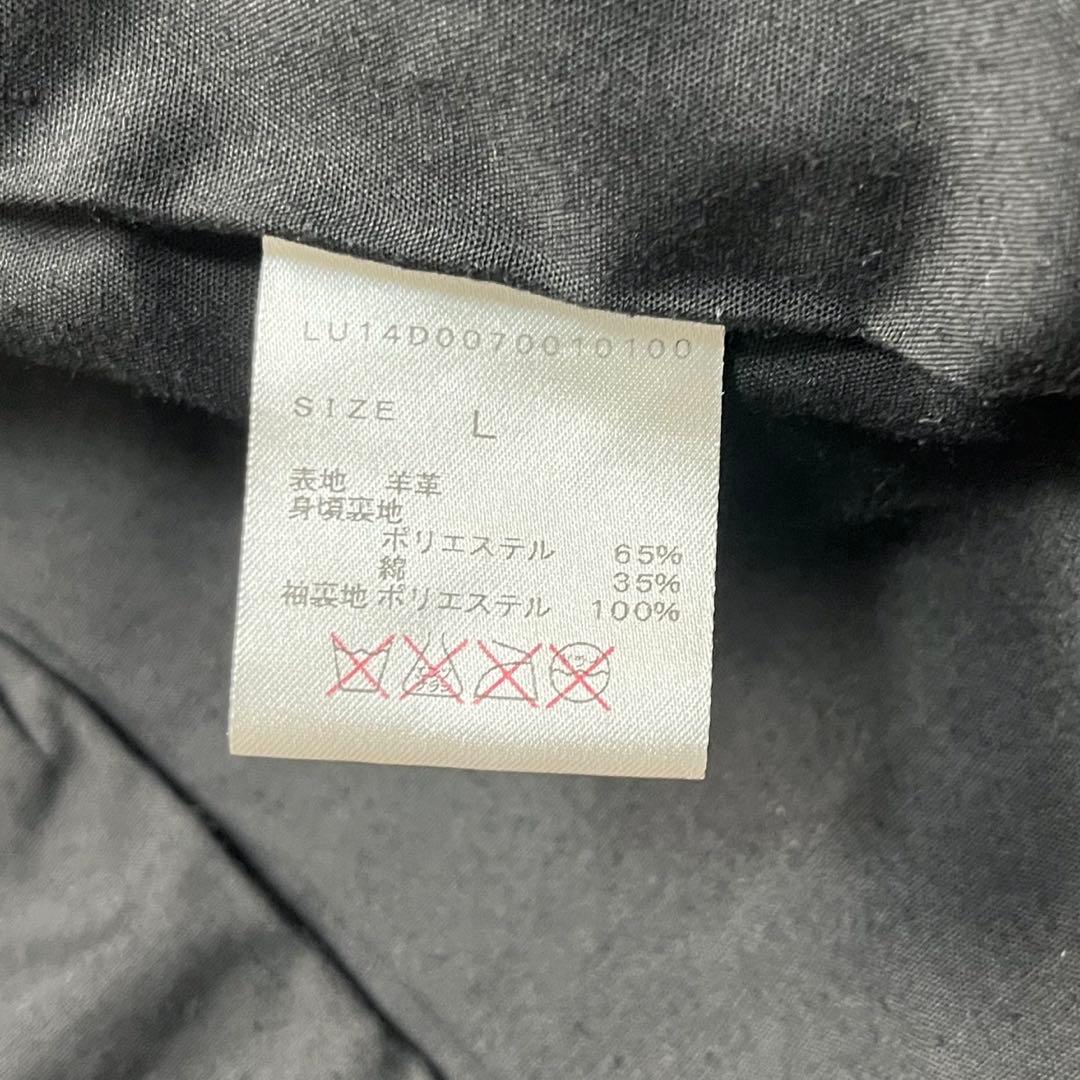 LU14D0070010100
SIZE L
表地 羊革
身頃裏地
ポリエステル 65%
綿 35%
袖裏地 ポリエステル 100%